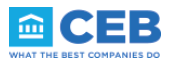 CEB
WHAT THE BEST COMPANIES DO